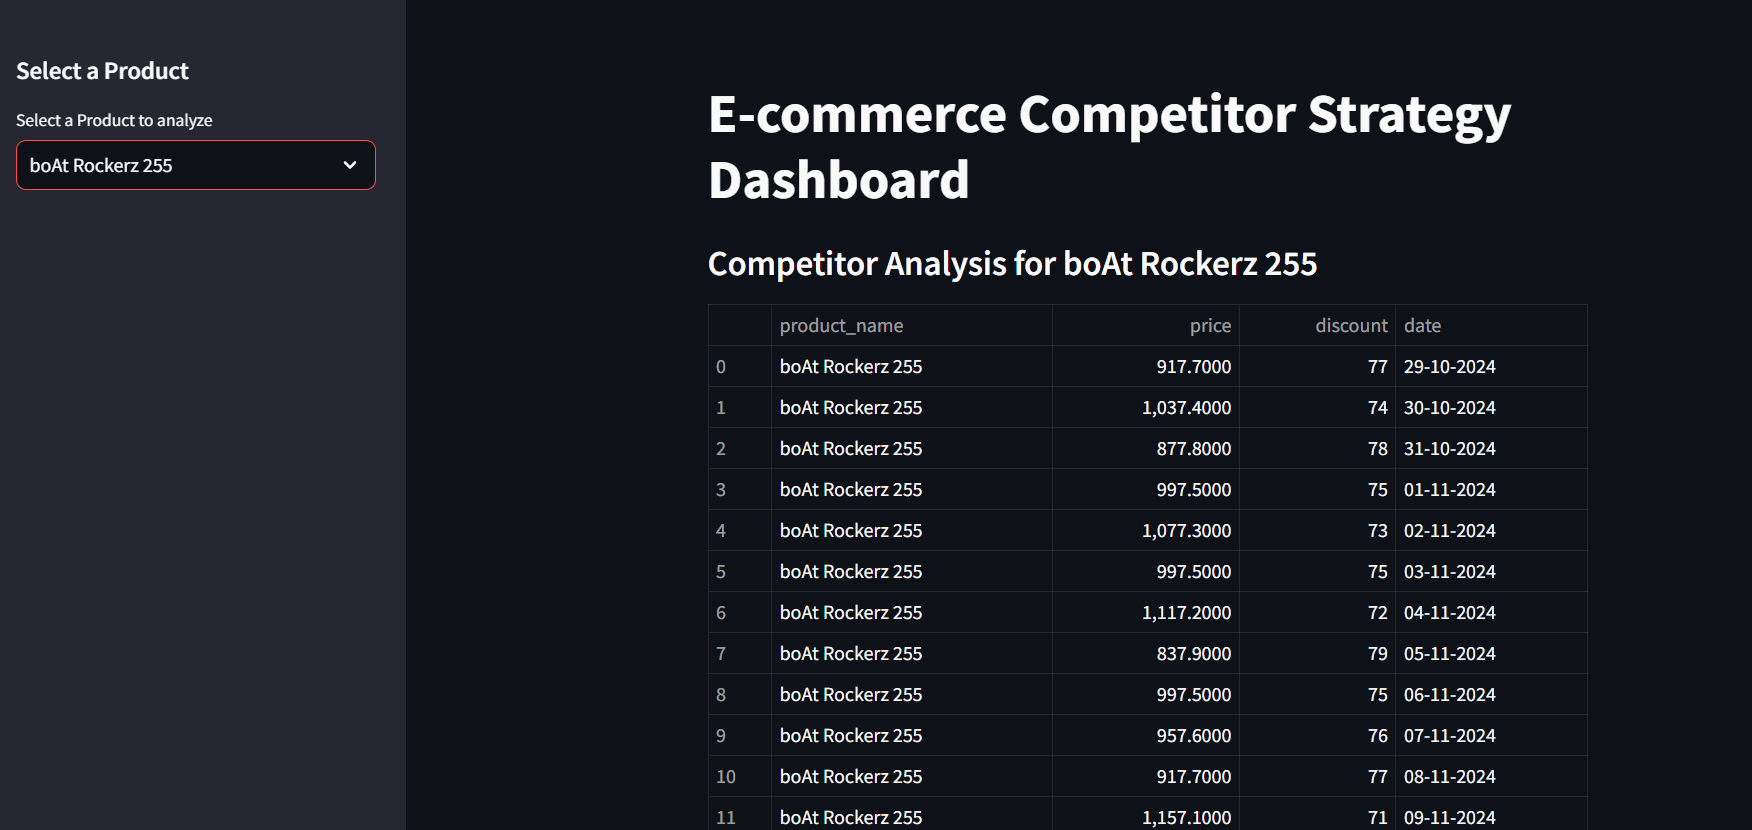 Select a Product
Select a Product to analyze
boAt Rockerz 255
E-commerce Competitor Strategy
Dashboard
Competitor Analysis for boAt Rockerz 255
product_name price discount date
0 boAt Rockerz 255 917.7000 77 29-10-2024
1 boAt Rockerz 255 1,037.4000 74 30-10-2024
2 boAt Rockerz 255 877.8000 78 31-10-2024
3 boAt Rockerz 255 997.5000 75 01-11-2024
4 boAt Rockerz 255 1,077.3000 73 02-11-2024
5 boAt Rockerz 255 997.5000 75 03-11-2024
6 boAt Rockerz 255 1,117.2000 72 04-11-2024
7 boAt Rockerz 255 837.9000 79 05-11-2024
8 boAt Rockerz 255 997.5000 75 06-11-2024
9 boAt Rockerz 255 957.6000 76 07-11-2024
10 boAt Rockerz 255 917.7000 77 08-11-2024
11 boAt Rockerz 255 1,157.1000 71 09-11-2024